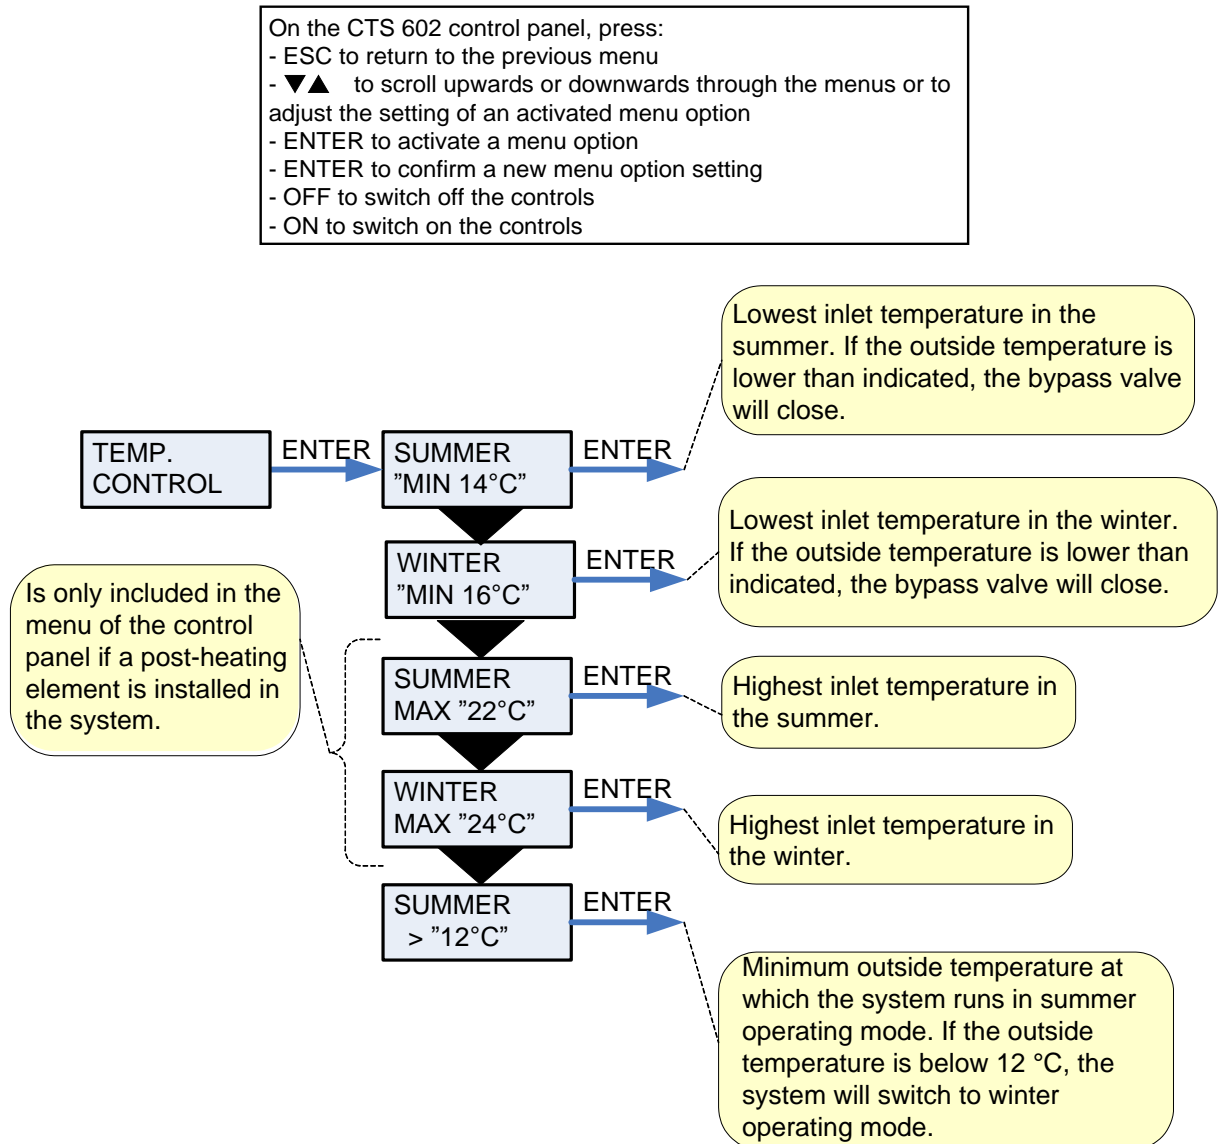 On the CTS 602 control panel, press:
- ESC to return to the previous menu
- ▼▲ to scroll upwards or downwards through the menus or to
adjust the setting of an activated menu option
- ENTER to activate a menu option
- ENTER to confirm a new menu option setting
- OFF to switch off the controls
- ON to switch on the controls
Lowest inlet temperature in the
summer. If the outside temperature is
lower than indicated, the bypass valve
will close.
TEMP.
CONTROL
ENTER
SUMMER
”MIN 14°C”
ENTER
Lowest inlet temperature in the winter.
If the outside temperature is lower than
indicated, the bypass valve will close.
WINTER
”MIN 16°C”
ENTER
Is only included in the
menu of the control
panel if a post-heating
element is installed in
the system.
SUMMER
MAX ”22°C”
ENTER
Highest inlet temperature in
the summer.
WINTER
MAX ”24°C”
ENTER
Highest inlet temperature in
the winter.
SUMMER
> ”12°C”
ENTER
Minimum outside temperature at
which the system runs in summer
operating mode. If the outside
temperature is below 12 °C, the
system will switch to winter
operating mode.